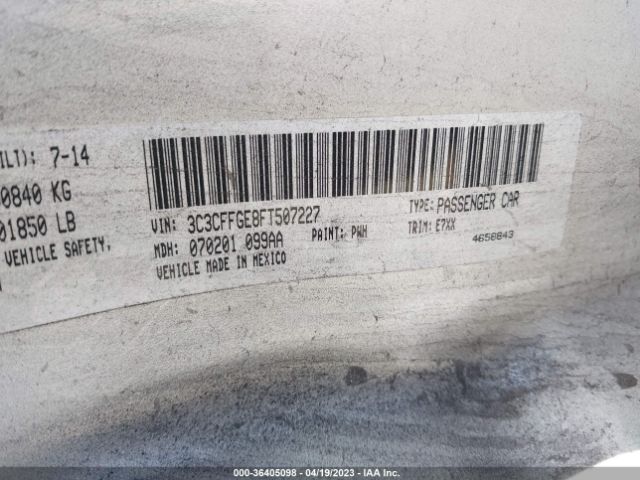 ILT): 7-14
0840 KG
01850 LB
VEHICLE SAFETY,
VIN: 3C3CFFGE8FT507227
TYPE: PASSENGER CAR
MDH: 070201 099AA
PAINT: PWH
TRIM: E7XX
VEHICLE MADE IN MEXICO
4658843
000-36405098 - 04/19/2023 - IAA Inc.